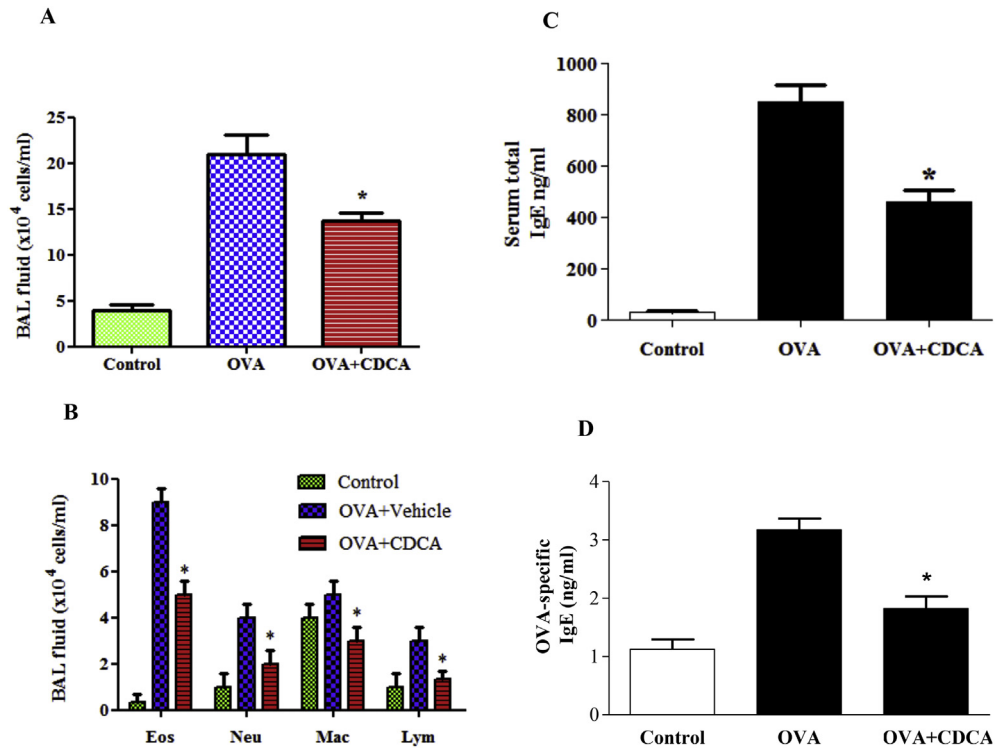 A
BAL fluid (x10⁴ cells/ml)
25
20
15
10
5
0
*
Control OVA OVA+CDCA
B
BAL fluid (x10⁴ cells/ml)
10
8
6
4
2
0
Control
OVA+Vehicle
OVA+CDCA
* * * *
Eos Neu Mac Lym
C
Serum total
IgE ng/ml
1000
800
600
400
200
0
*
Control OVA OVA+CDCA
D
OVA-specific
IgE (ng/ml)
4
3
2
1
0
*
Control OVA OVA+CDCA